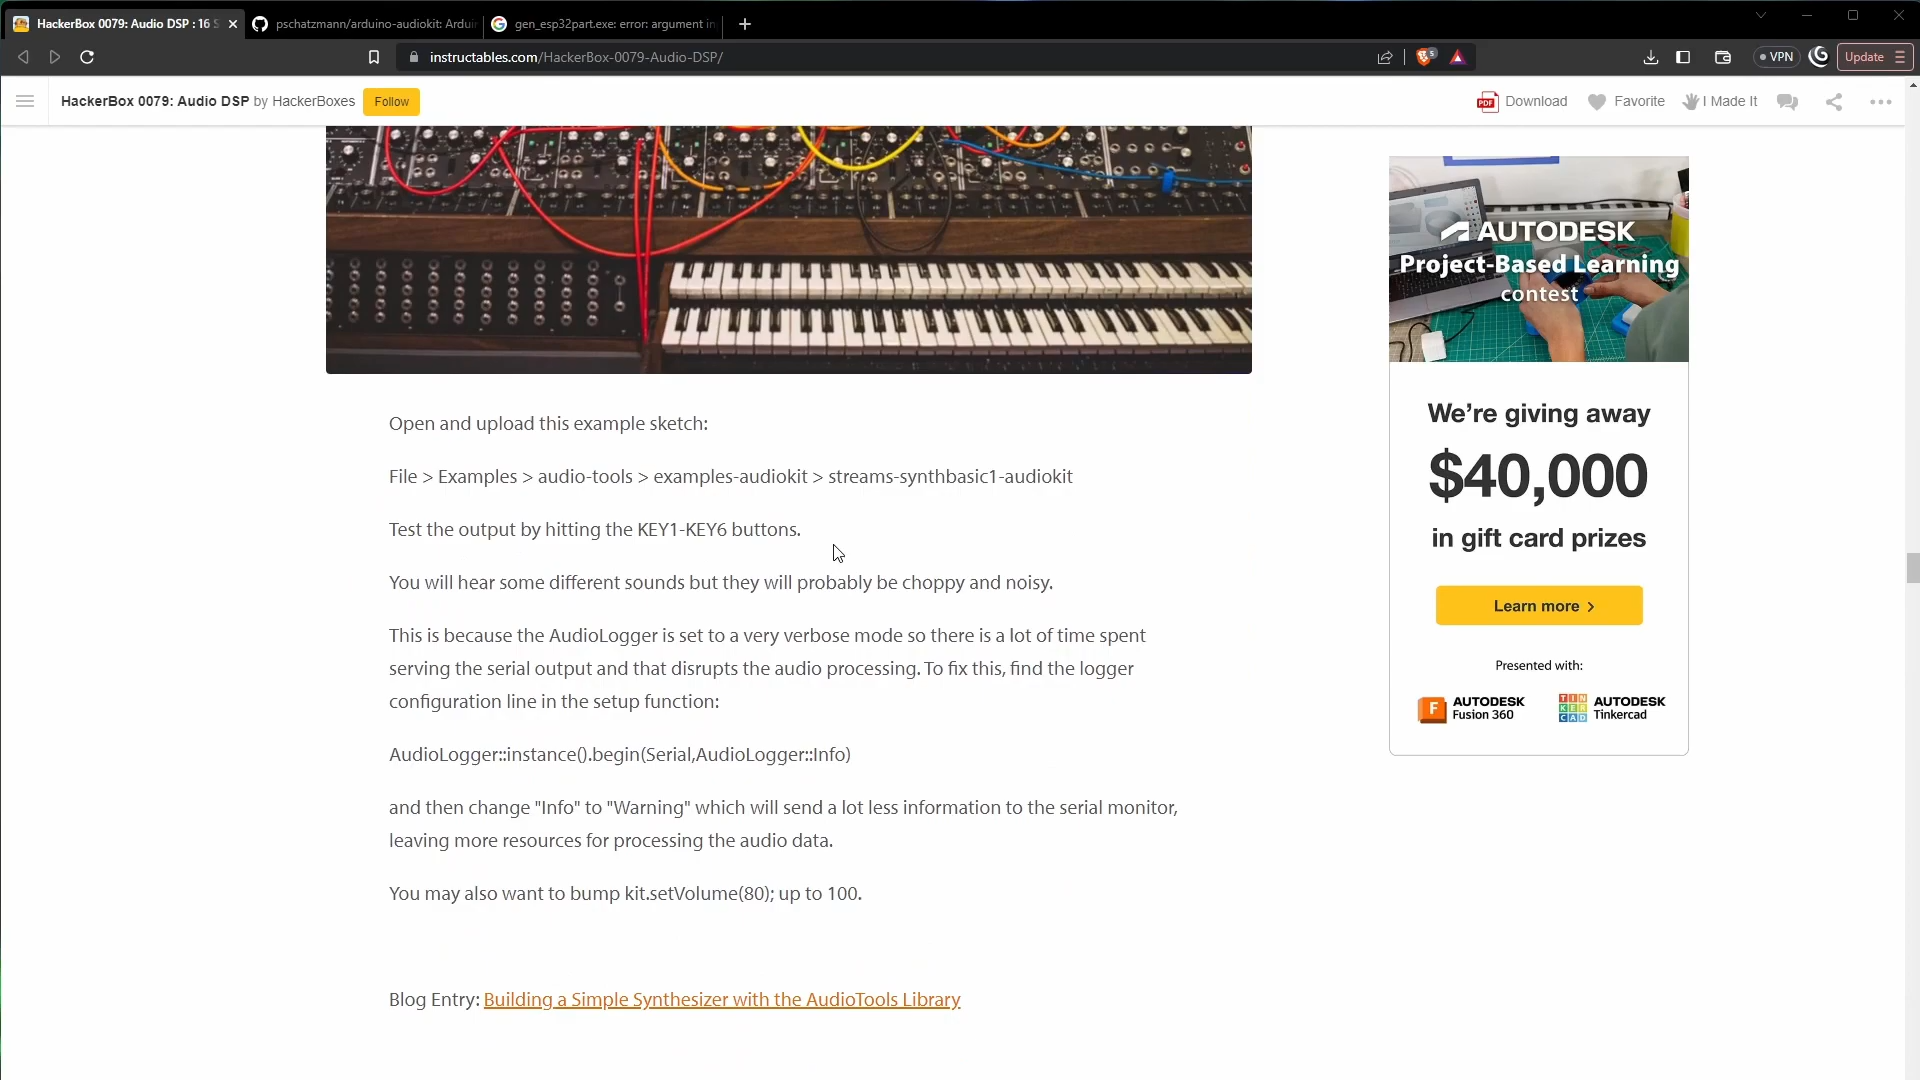 HackerBox 0079: Audio DSP : 16 S
pschatzmann/arduino-audiokit: Ardui
gen_esp32part.exe: error: argument in
instructables.com/HackerBox-0079-Audio-DSP/
5
VPN
Update
HackerBox 0079: Audio DSP by HackerBoxes
Follow
PDF
Download
Favorite
I Made It
Open and upload this example sketch:
File > Examples > audio-tools > examples-audiokit > streams-synthbasic1-audiokit
Test the output by hitting the KEY1-KEY6 buttons.
You will hear some different sounds but they will probably be choppy and noisy.
This is because the AudioLogger is set to a very verbose mode so there is a lot of time spent
serving the serial output and that disrupts the audio processing. To fix this, find the logger
configuration line in the setup function:
AudioLogger::instance().begin(Serial,AudioLogger::Info)
and then change "Info" to "Warning" which will send a lot less information to the serial monitor,
leaving more resources for processing the audio data.
You may also want to bump kit.setVolume(80); up to 100.
Blog Entry: Building a Simple Synthesizer with the AudioTools Library
AUTODESK
Project-Based Learning
contest
We're giving away
$40,000
in gift card prizes
Learn more >
Presented with:
F
AUTODESK
Fusion 360
TIN
KER
CAD
AUTODESK
Tinkercad